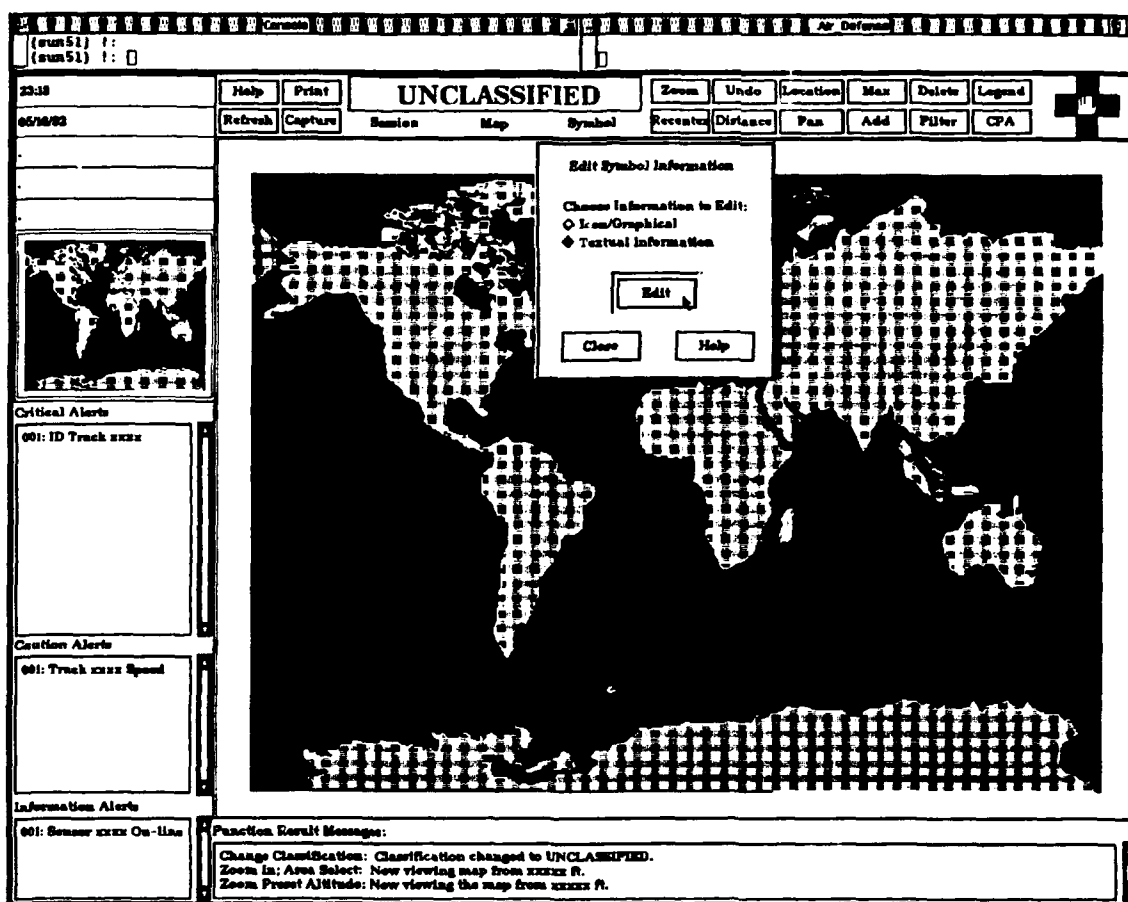 Console
Air Defense
(sun51) !:
(sun51) !:
23:18
05/16/92
Help Print UNCLASSIFIED Zoom Undo Location Max Delete Legend
Refresh Capture Session Map Symbol Recenter Distance Pan Add Filter CPA
Edit Symbol Information
Choose Information to Edit:
Icon/Graphical
Textual Information
Edit
Close Help
Critical Alerts
001: ID Track xxxx
Caution Alerts
001: Track xxxx Speed
Information Alerts
001: Sensor xxxx On-line
Function Result Messages:
Change Classification: Classification changed to UNCLASSIFIED.
Zoom In; Area Select: Now viewing map from xxxxx ft.
Zoom Preset Altitude: Now viewing the map from xxxxx ft.